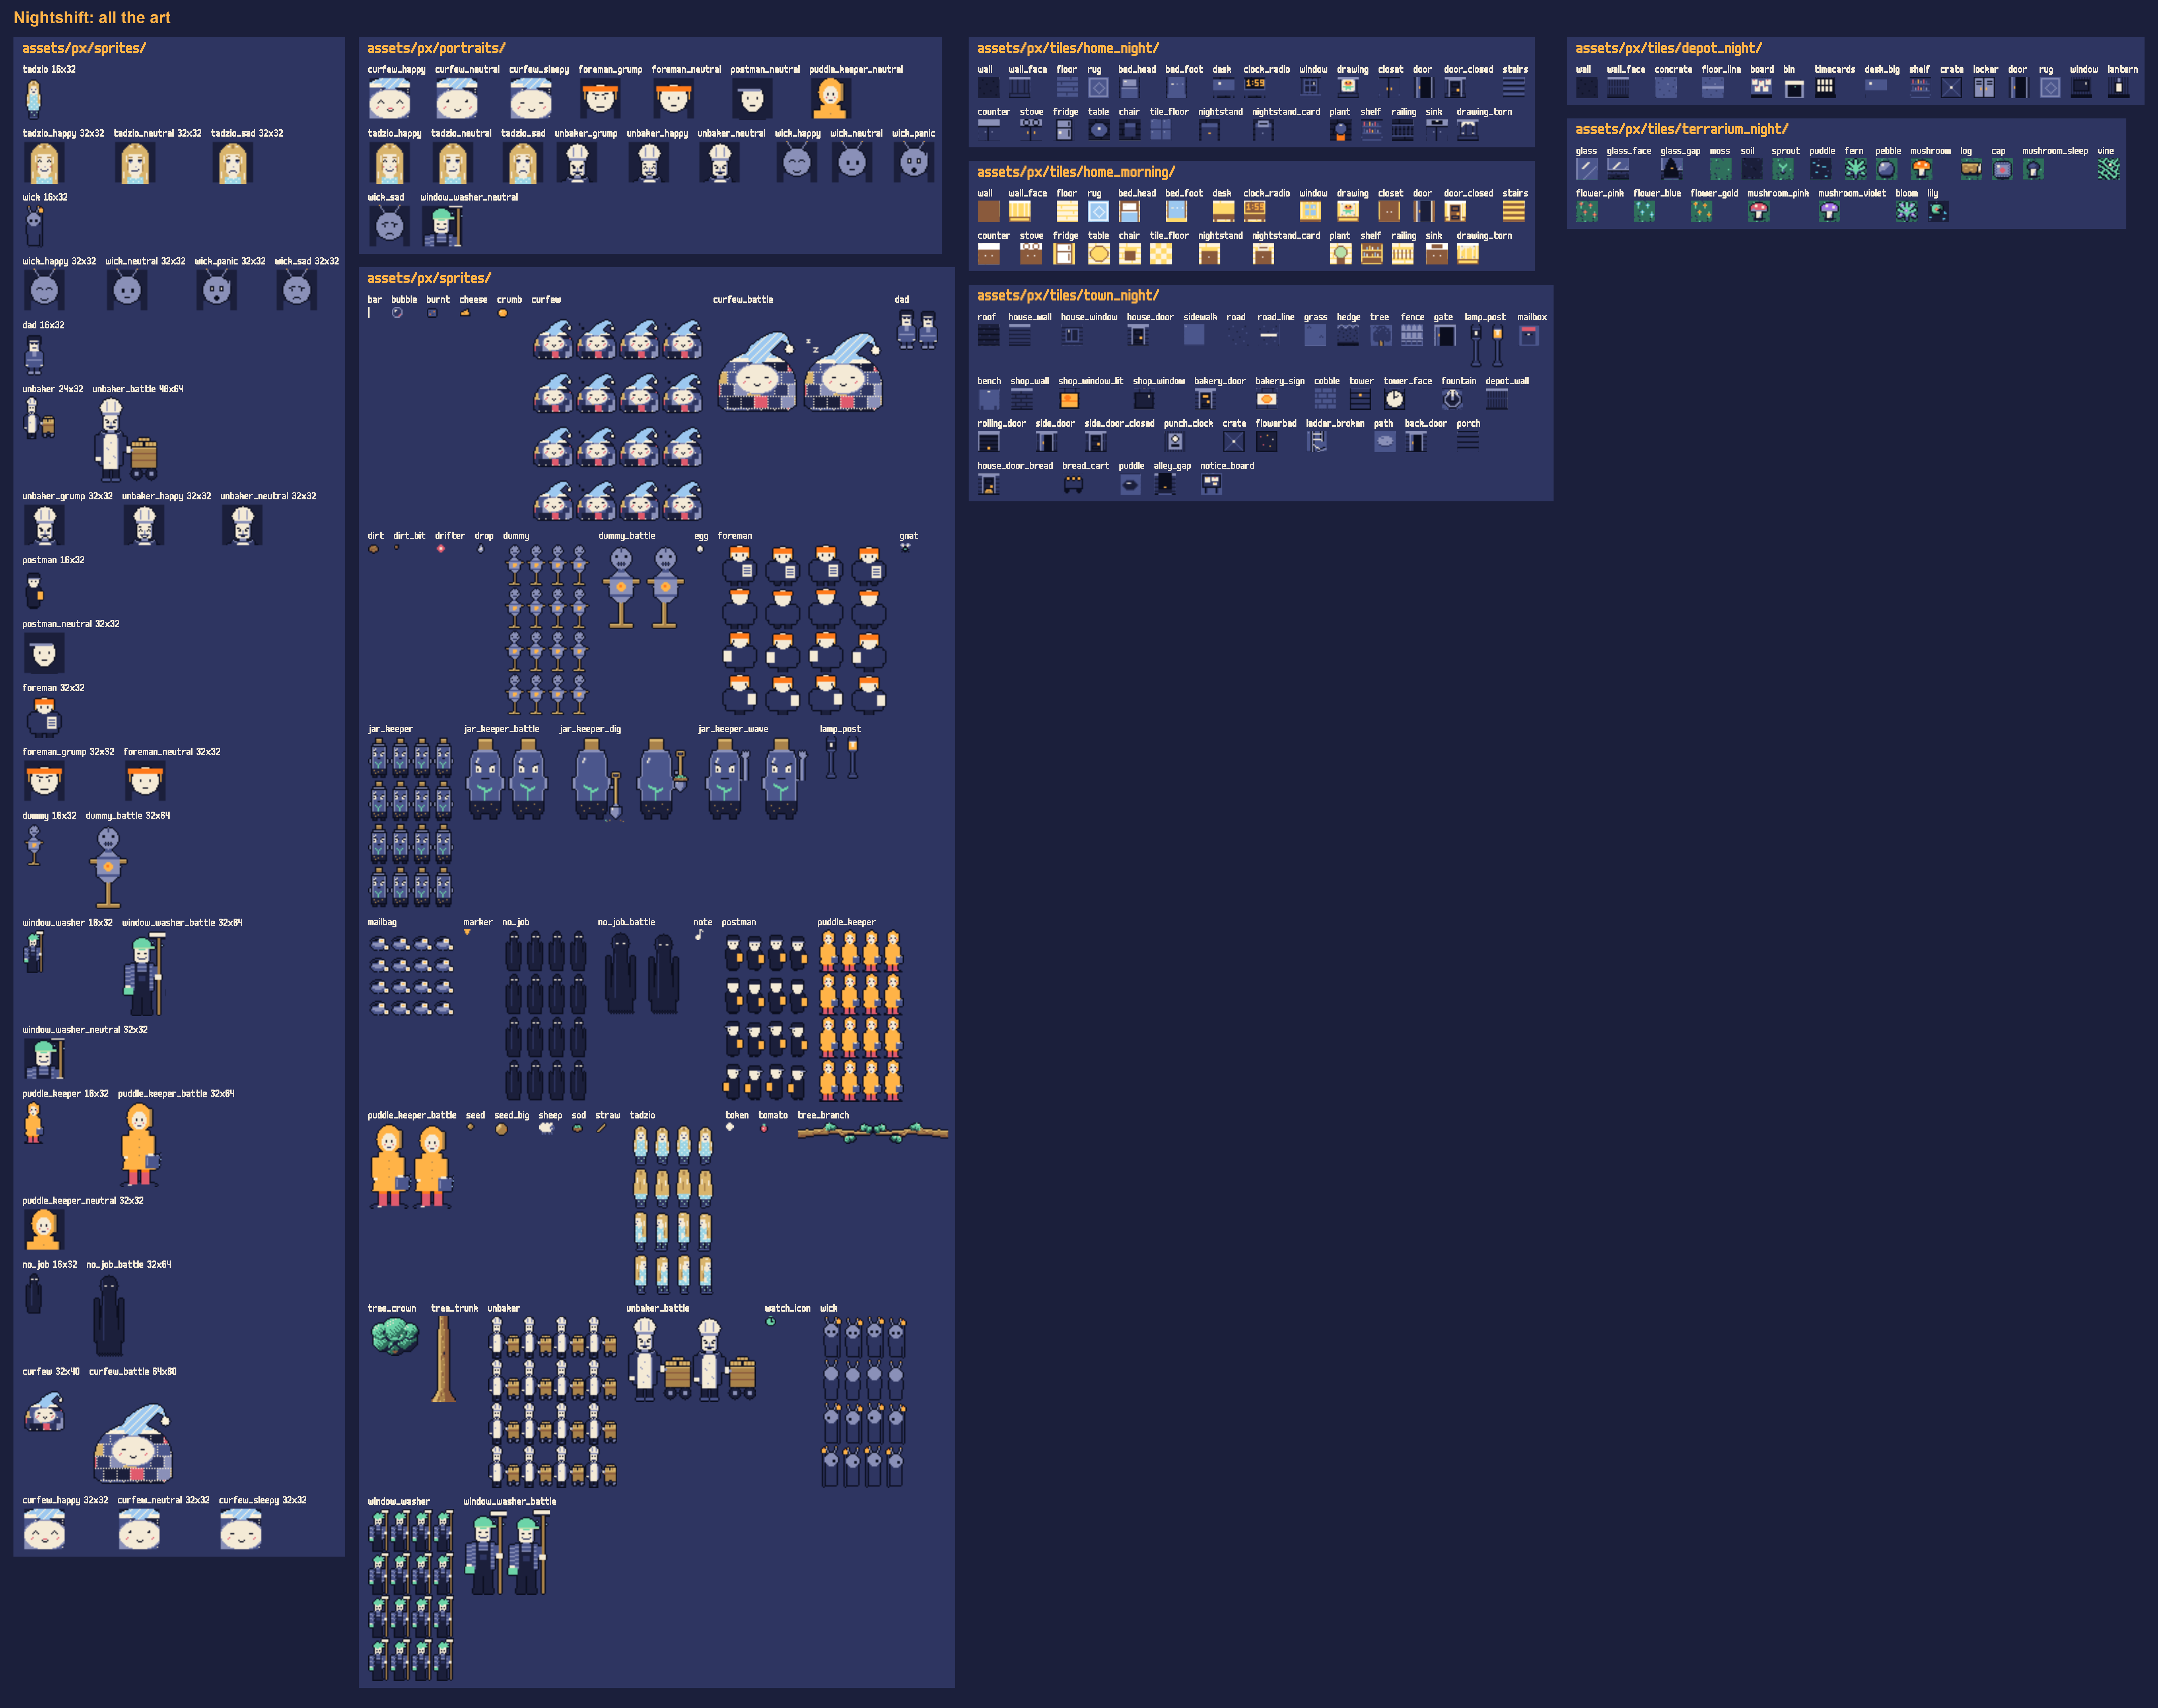 Nightshift: all the art
assets/px/sprites/
tadzio 16x32
tadzio_happy 32x32 tadzio_neutral 32x32 tadzio_sad 32x32
wick 16x32
wick_happy 32x32 wick_neutral 32x32 wick_panic 32x32 wick_sad 32x32
dad 16x32
unbaker 24x32 unbaker_battle 48x64
unbaker_grump 32x32 unbaker_happy 32x32 unbaker_neutral 32x32
postman 16x32
postman_neutral 32x32
foreman 32x32
foreman_grump 32x32 foreman_neutral 32x32
dummy 16x32 dummy_battle 32x64
window_washer 16x32 window_washer_battle 32x64
window_washer_neutral 32x32
puddle_keeper 16x32 puddle_keeper_battle 32x64
puddle_keeper_neutral 32x32
no_job 16x32 no_job_battle 32x64
curfew 32x40 curfew_battle 64x80
curfew_happy 32x32 curfew_neutral 32x32 curfew_sleepy 32x32
assets/px/portraits/
curfew_happy curfew_neutral curfew_sleepy foreman_grump foreman_neutral postman_neutral puddle_keeper_neutral
tadzio_happy tadzio_neutral tadzio_sad unbaker_grump unbaker_happy unbaker_neutral wick_happy wick_neutral wick_panic
wick_sad window_washer_neutral
assets/px/sprites/
bar bubble burnt cheese crumb curfew curfew_battle dad
dirt dirt_bit drifter drop dummy dummy_battle egg foreman gnat
jar_keeper jar_keeper_battle jar_keeper_dig jar_keeper_wave lamp_post
mailbag marker no_job no_job_battle note postman puddle_keeper
puddle_keeper_battle seed seed_big sheep sod straw tadzio token tomato tree_branch
tree_crown tree_trunk unbaker unbaker_battle watch_icon wick
window_washer window_washer_battle
assets/px/tiles/home_night/
wall wall_face floor rug bed_head bed_foot desk clock_radio window drawing closet door door_closed stairs
1:59
counter stove fridge table chair tile_floor nightstand nightstand_card plant shelf railing sink drawing_torn
assets/px/tiles/home_morning/
wall wall_face floor rug bed_head bed_foot desk clock_radio window drawing closet door door_closed stairs
counter stove fridge table chair tile_floor nightstand nightstand_card plant shelf railing sink drawing_torn
assets/px/tiles/town_night/
roof house_wall house_window house_door sidewalk road road_line grass hedge tree fence gate lamp_post mailbox
bench shop_wall shop_window_lit shop_window bakery_door bakery_sign cobble tower tower_face fountain depot_wall
rolling_door side_door side_door_closed punch_clock crate flowerbed ladder_broken path back_door porch
house_door_bread bread_cart puddle alley_gap notice_board
assets/px/tiles/depot_night/
wall wall_face concrete floor_line board bin timecards desk_big shelf crate locker door rug window lantern
assets/px/tiles/terrarium_night/
glass glass_face glass_gap moss soil sprout puddle fern pebble mushroom log cap mushroom_sleep vine
flower_pink flower_blue flower_gold mushroom_pink mushroom_violet bloom lily